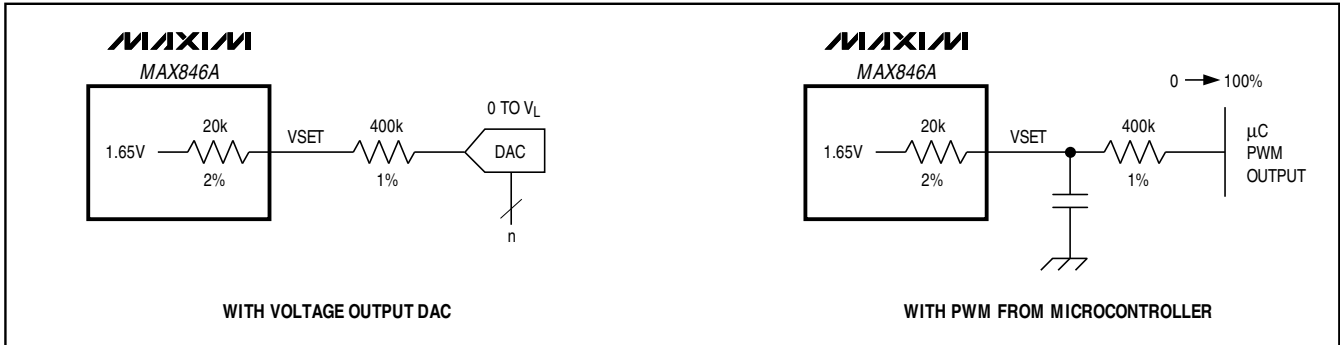 MAXIM
MAX846A
1.65V
20k
2%
VSET
400k
1%
0 TO VL
DAC
n
WITH VOLTAGE OUTPUT DAC
MAXIM
MAX846A
1.65V
20k
2%
VSET
400k
1%
0 → 100%
µC
PWM
OUTPUT
WITH PWM FROM MICROCONTROLLER